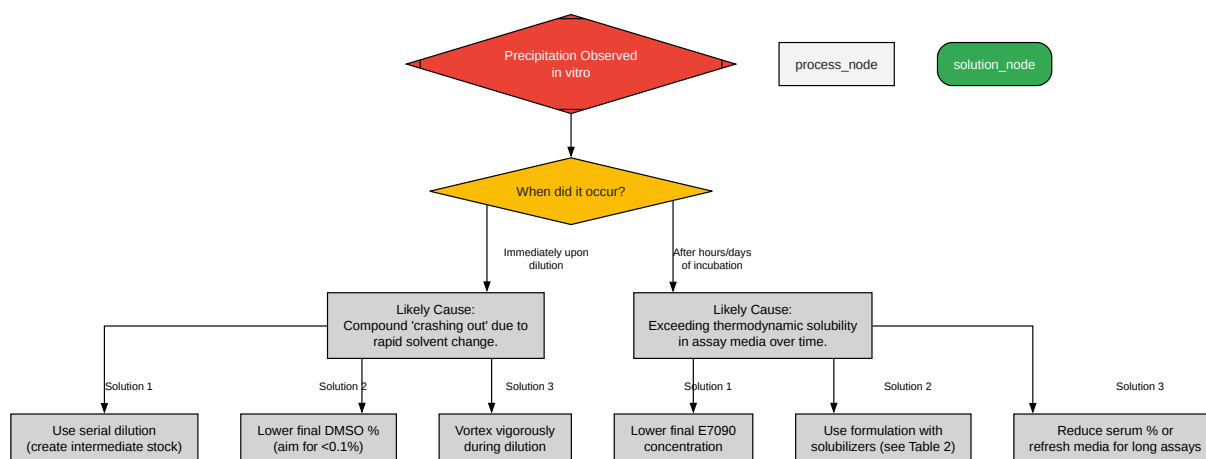 Precipitation Observed
in vitro
process_node
solution_node
When did it occur?
Immediately upon
dilution
After hours/days
of incubation
Likely Cause:
Compound 'crashing out' due to
rapid solvent change.
Likely Cause:
Exceeding thermodynamic solubility
in assay media over time.
Solution 1
Solution 2
Solution 3
Solution 1
Solution 2
Solution 3
Use serial dilution
(create intermediate stock)
Lower final DMSO %
(aim for <0.1%)
Vortex vigorously
during dilution
Lower final E7090
concentration
Use formulation with
solubilizers (see Table 2)
Reduce serum % or
refresh media for long assays